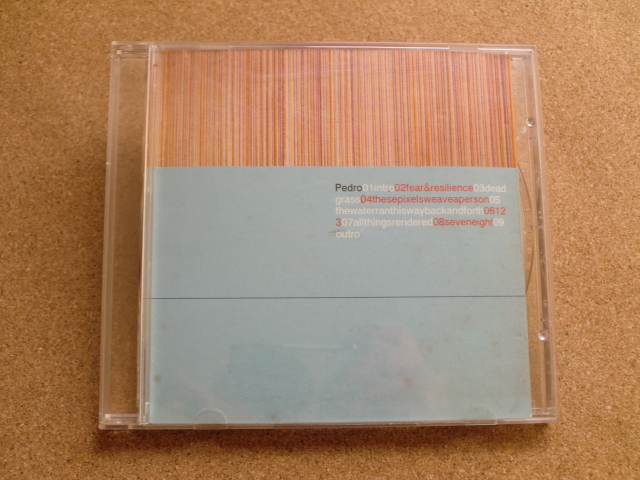 Pedro01intro02fear&resilience03dead
grass04thesepixelsweaveaperson05
thewaterranthiswaybackandforth0612
307allthingsrendered08seveneight09
outro